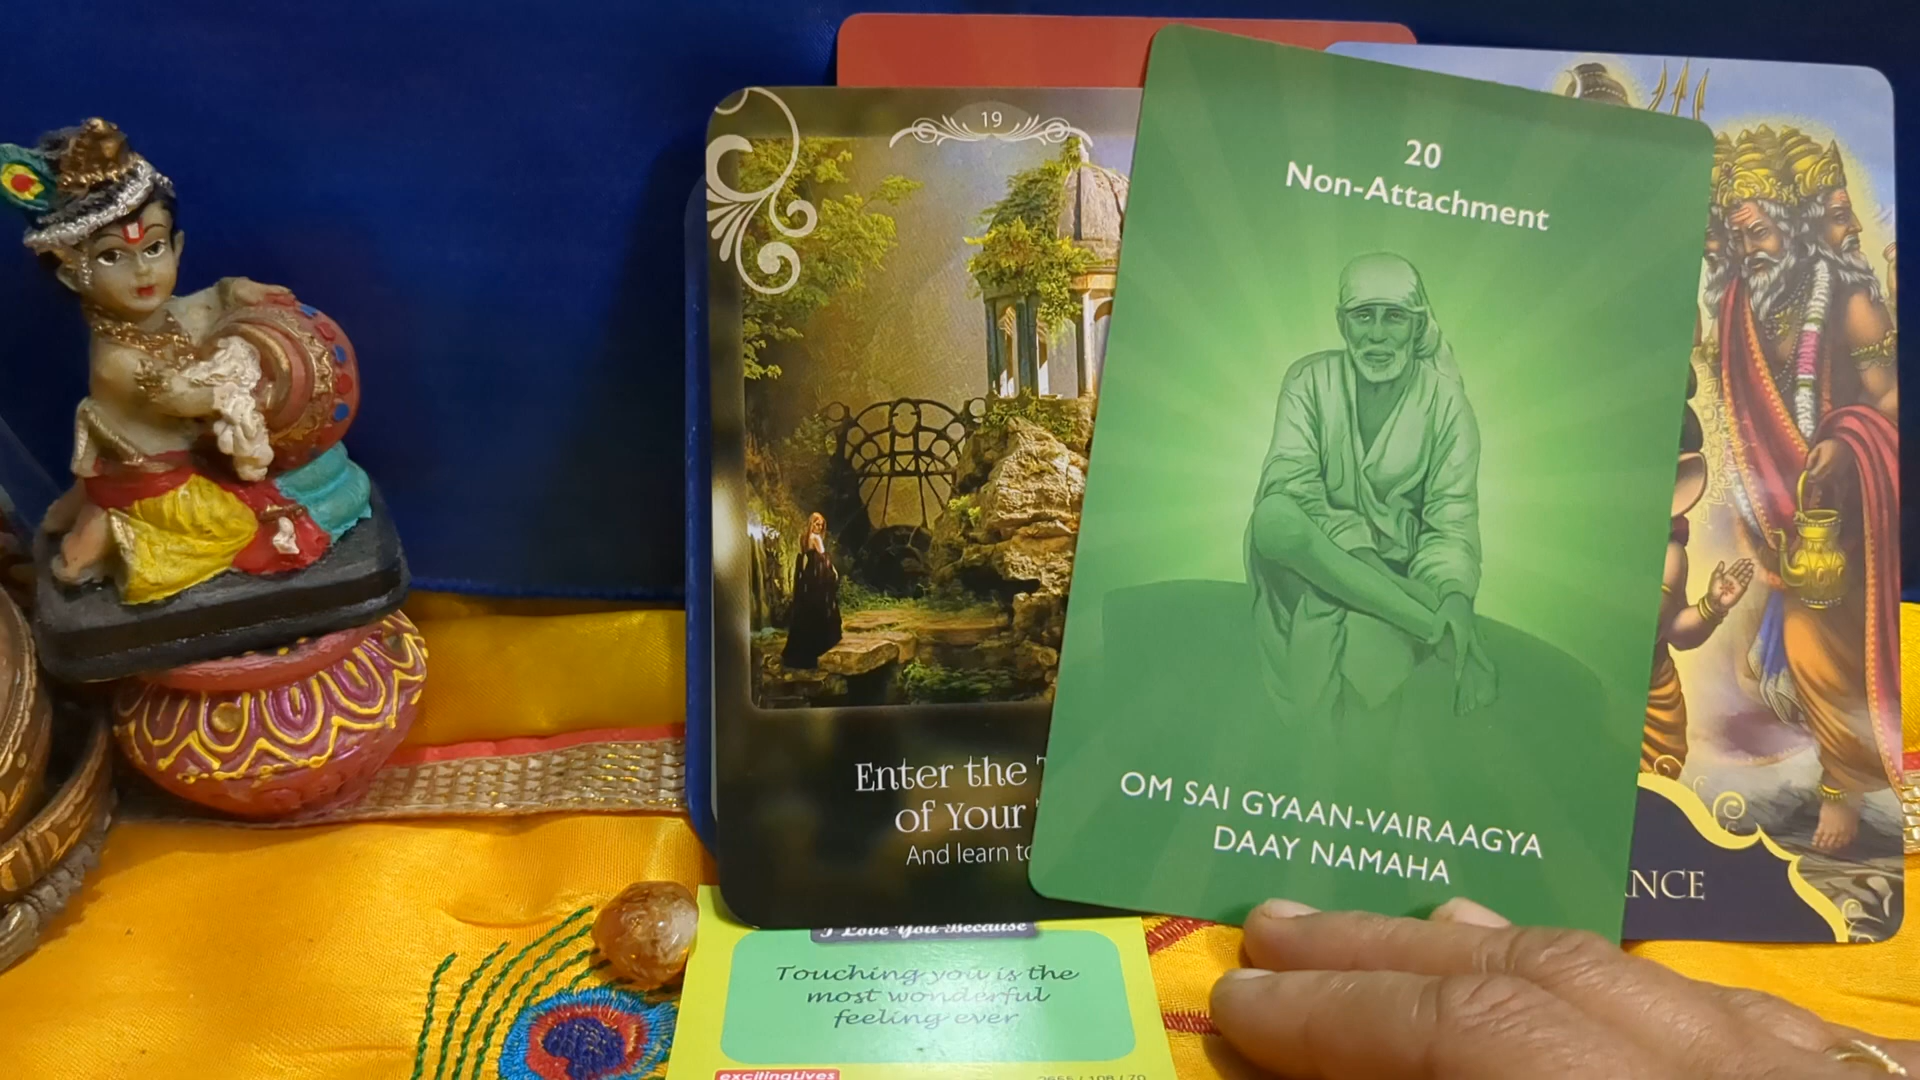 19
Enter the
of Your
And learn to
20
Non-Attachment
OM SAI GYAAN-VAIRAAGYA
DAAY NAMAHA
NCE
I Love You Because
Touching you is the
most wonderful
feeling ever
excitingLives